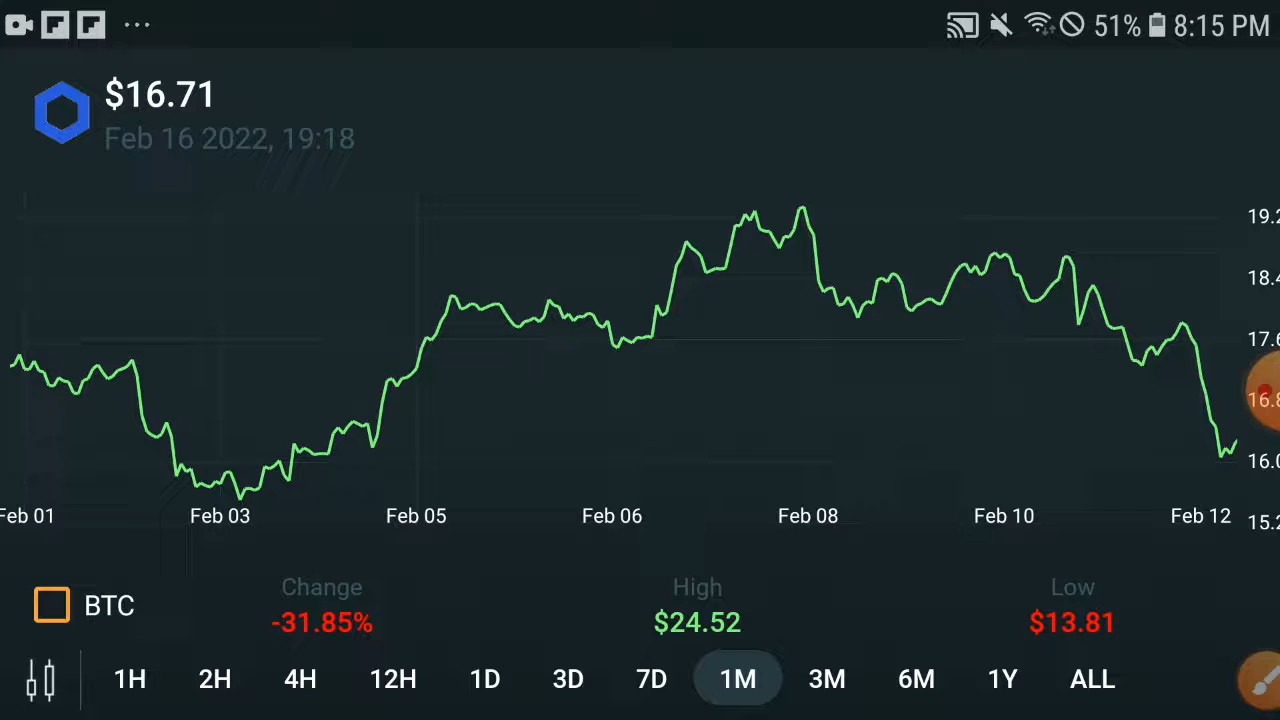 51% 8:15 PM
$16.71
Feb 16 2022, 19:18
19.2
18.4
17.6
16.8
16.0
15.2
Feb 01 Feb 03 Feb 05 Feb 06 Feb 08 Feb 10 Feb 12
BTC
Change High Low
-31.85% $24.52 $13.81
1H 2H 4H 12H 1D 3D 7D 1M 3M 6M 1Y ALL